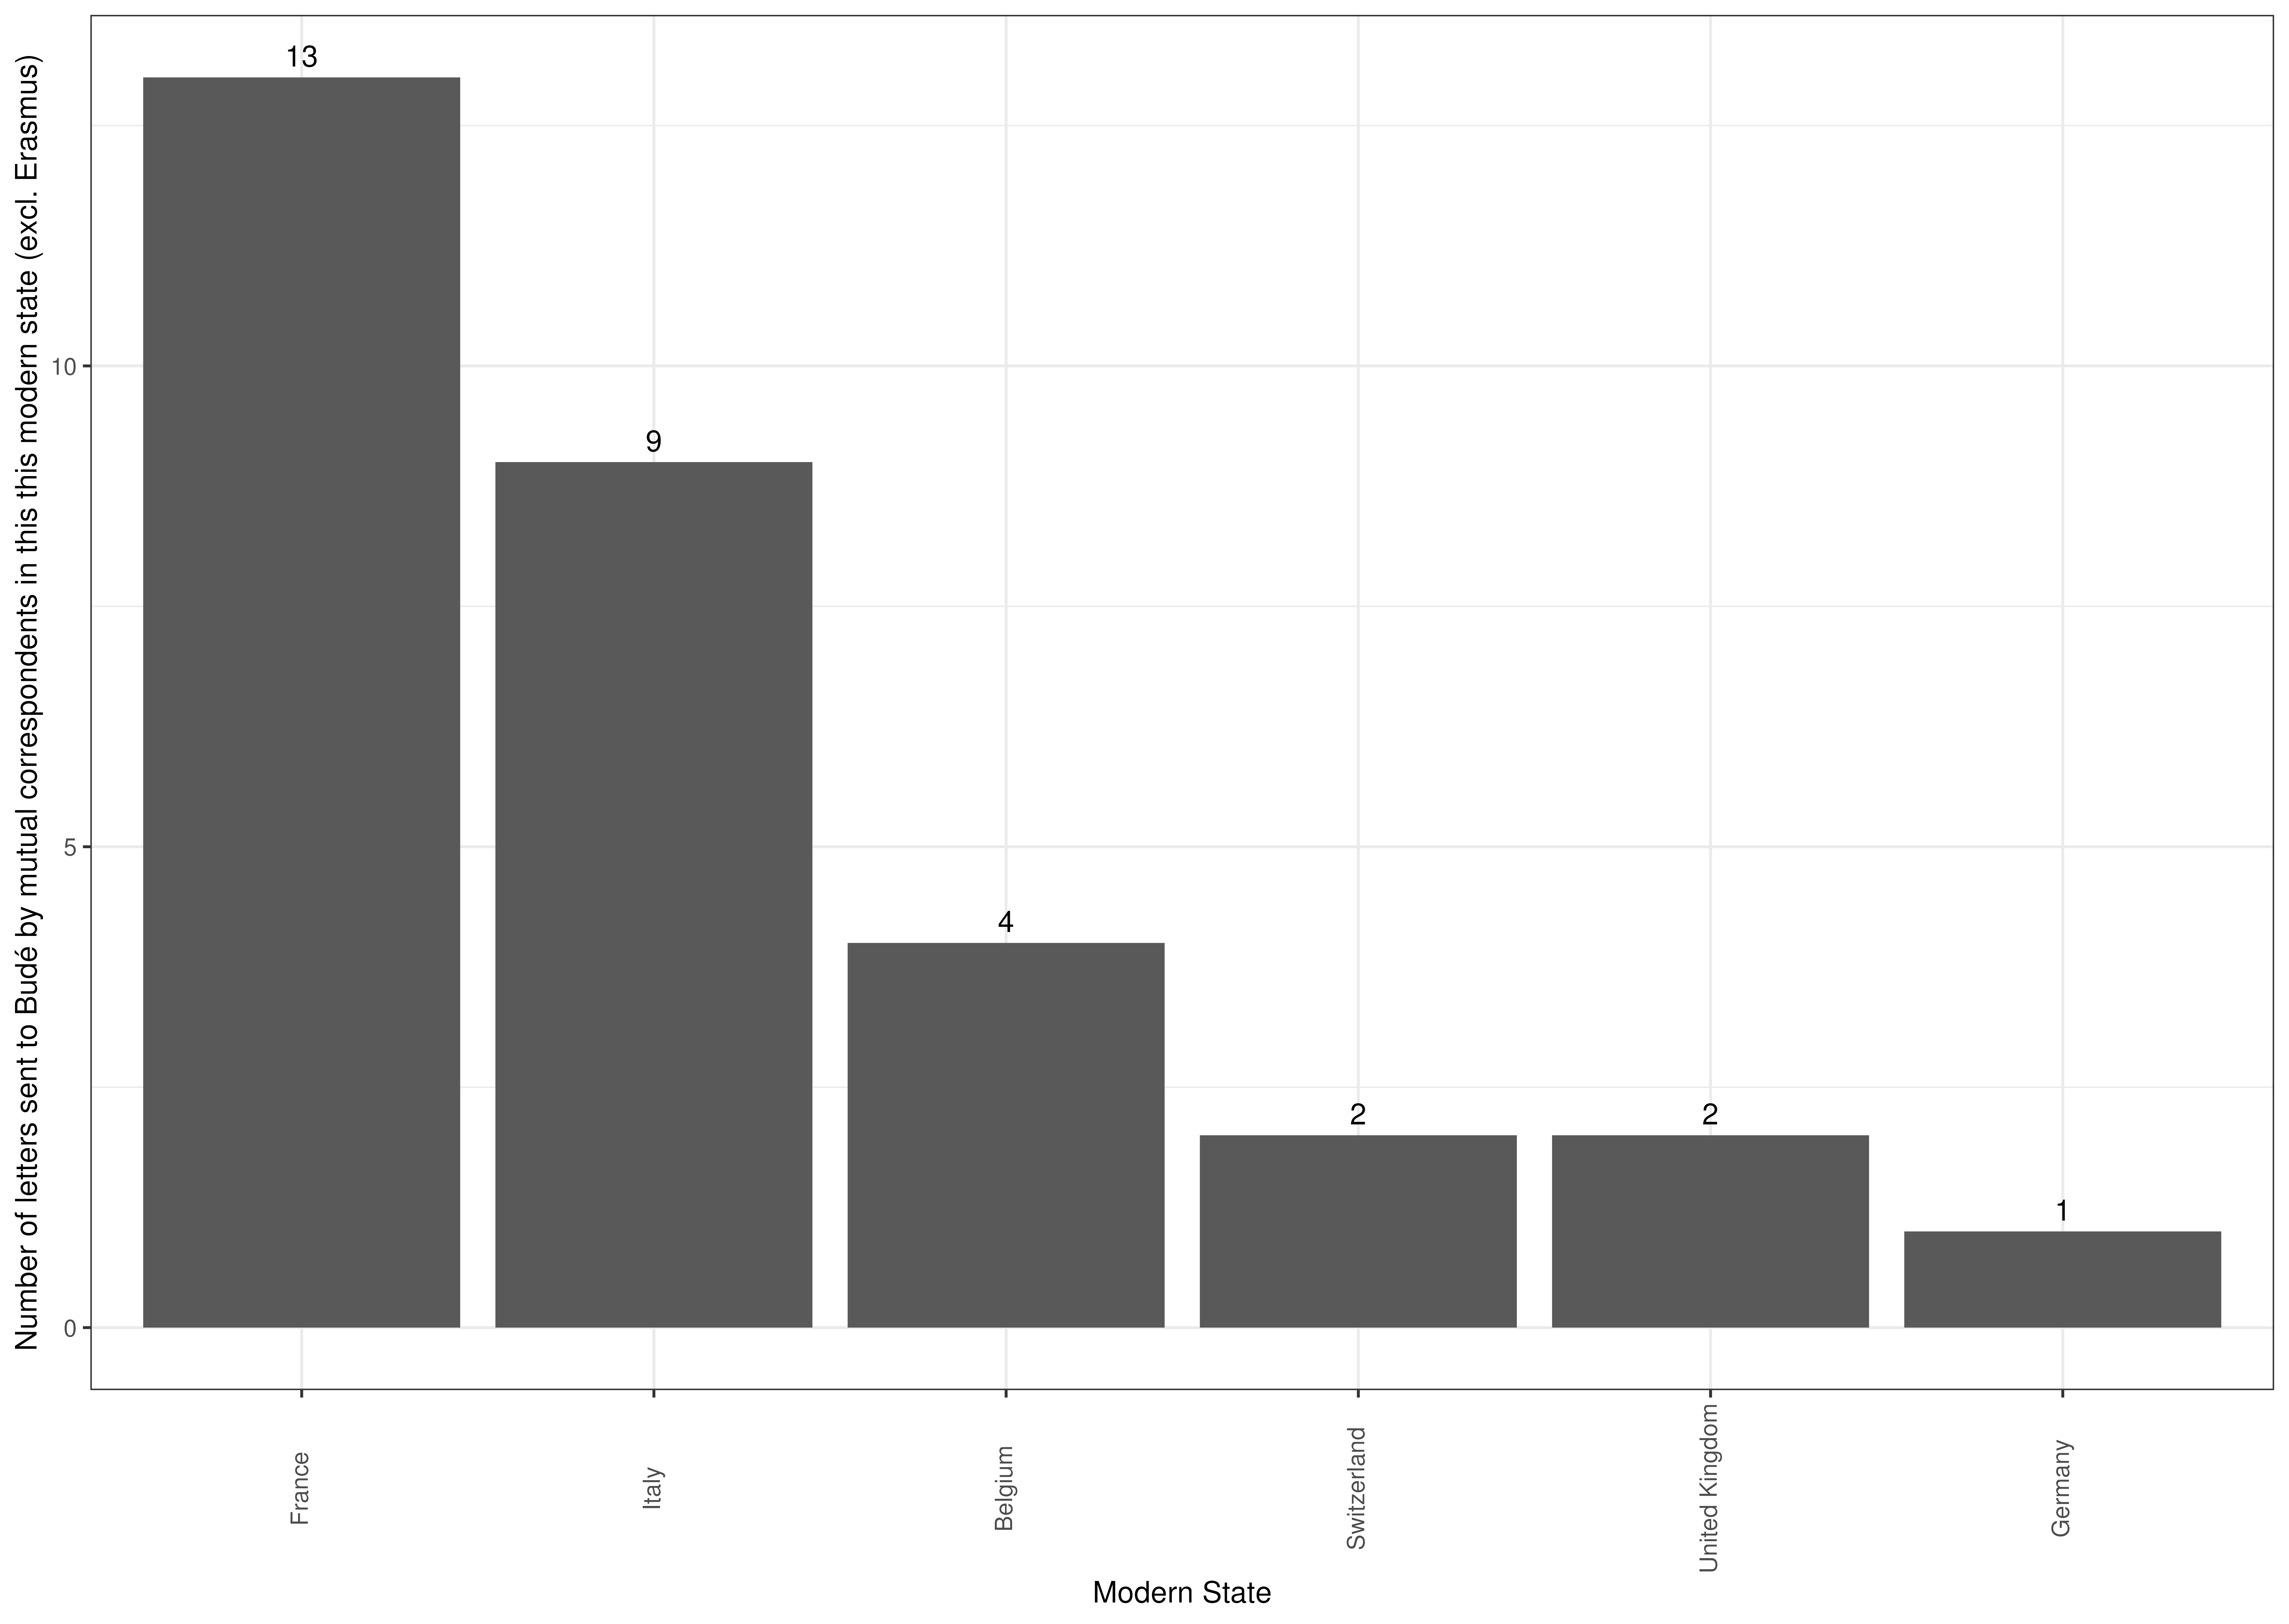 Number of letters sent to Budé by mutual correspondents in this this modern state (excl. Erasmus)
10
5
0
13
9
4
2
2
1
France
Italy
Belgium
Switzerland
United Kingdom
Germany
Modern State